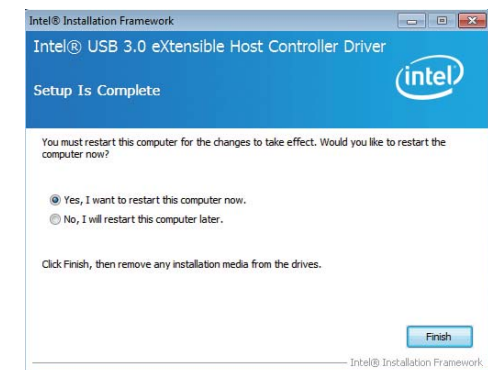 Intel® Installation Framework
Intel® USB 3.0 eXtensible Host Controller Driver
intel
Setup Is Complete
You must restart this computer for the changes to take effect. Would you like to restart the
computer now?
Yes, I want to restart this computer now.
No, I will restart this computer later.
Click Finish, then remove any installation media from the drives.
Finish
Intel® Installation Framework